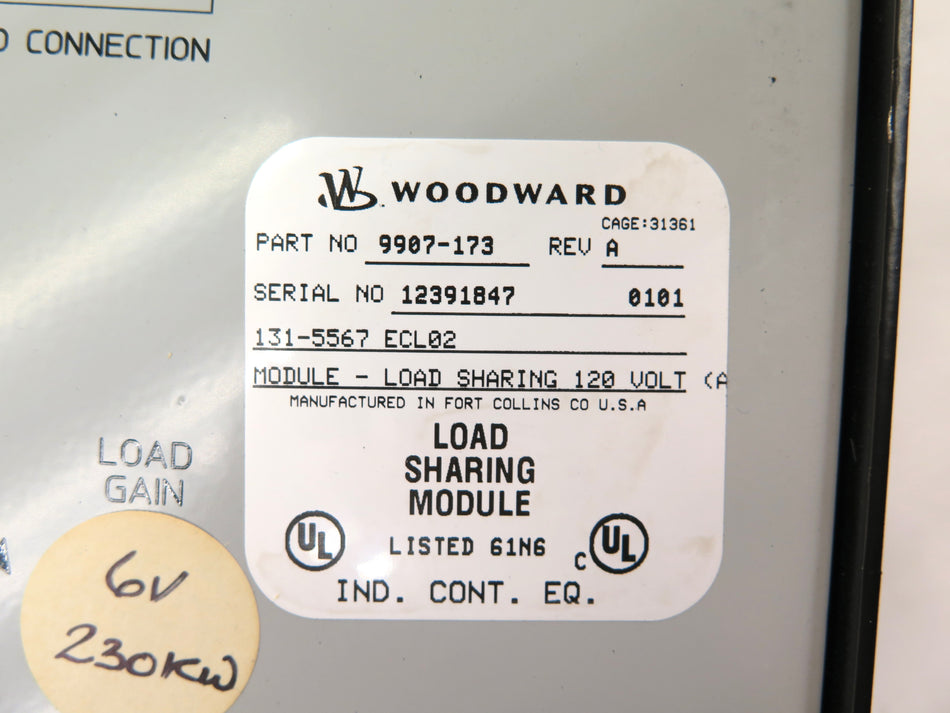 CONNECTION
WOODWARD
CAGE:31361
PART NO 9907-173 REV A
SERIAL NO 12391847 0101
131-5567 ECL02
MODULE - LOAD SHARING 120 VOLT (A
MANUFACTURED IN FORT COLLINS CO U.S.A
LOAD
SHARING
MODULE
UL LISTED 61N6 C UL
IND. CONT. EQ.
LOAD
GAIN
6V
230KW